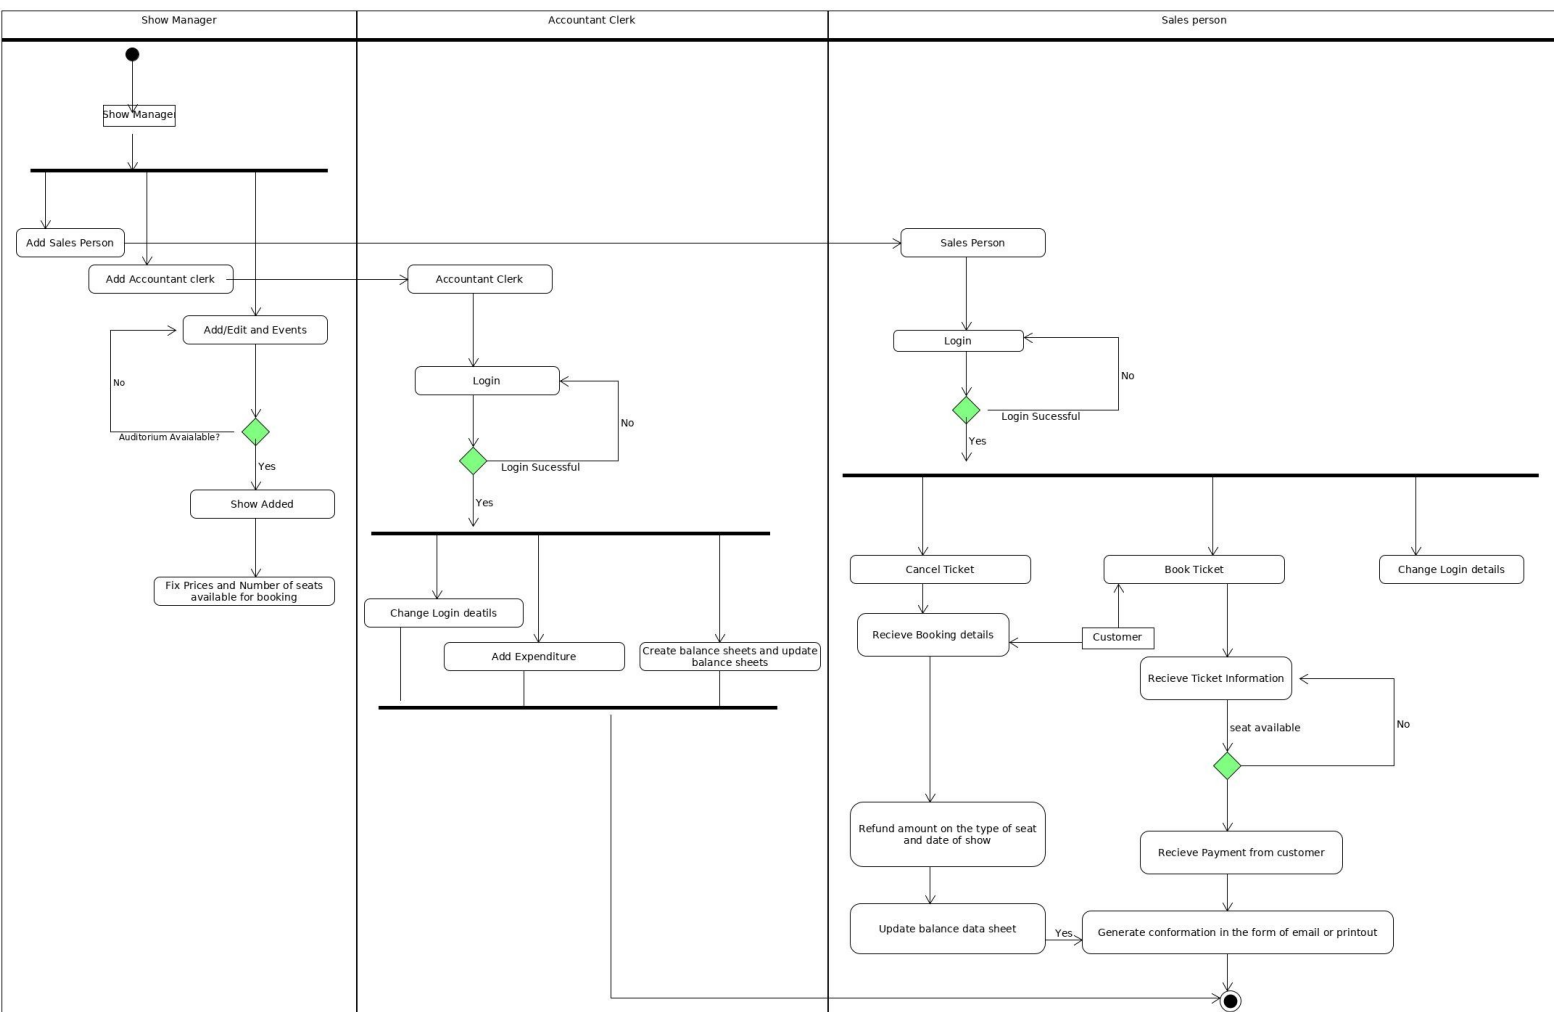 Show Manager
Accountant Clerk
Sales person
Show Manager
Add Sales Person
Sales Person
Add Accountant clerk
Accountant Clerk
Add/Edit and Events
Login
No
No
Login
Login Sucessful
No
Auditorium Avaialable?
Yes
Yes
Login Sucessful
Show Added
Yes
Fix Prices and Number of seats
available for booking
Cancel Ticket
Book Ticket
Change Login details
Change Login deatils
Recieve Booking details
Customer
Add Expenditure
Create balance sheets and update
balance sheets
Recieve Ticket Information
seat available
No
Refund amount on the type of seat
and date of show
Recieve Payment from customer
Update balance data sheet
Yes
Generate conformation in the form of email or printout